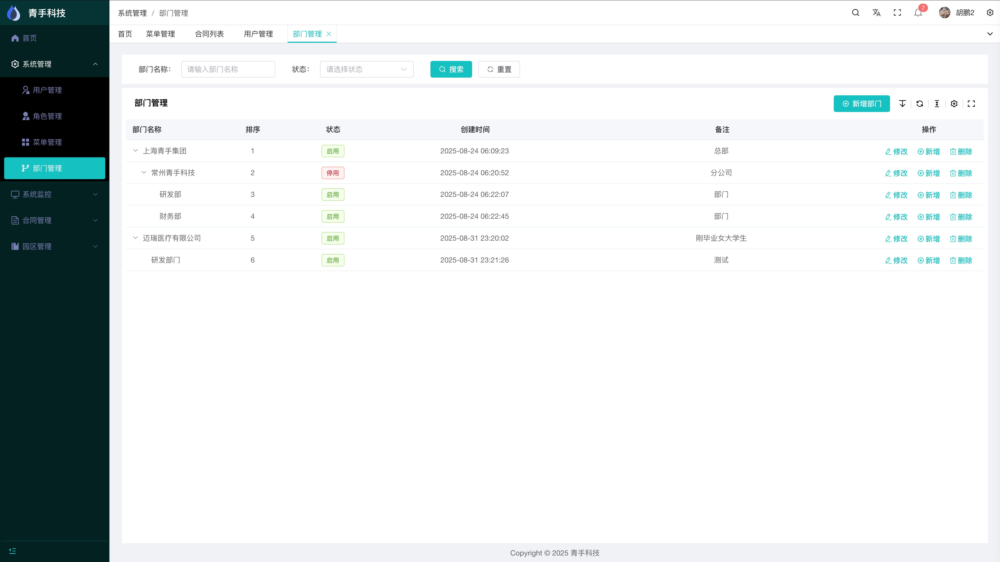 青手科技
系统管理 / 部门管理
7
胡鹏2
首页 菜单管理 合同列表 用户管理 部门管理
首页
系统管理
用户管理
角色管理
菜单管理
部门管理
系统监控
合同管理
园区管理
部门名称： 请输入部门名称 状态： 请选择状态 搜索 重置
部门管理 新增部门
部门名称 排序 状态 创建时间 备注 操作
上海青手集团 1 启用 2025-08-24 06:09:23 总部 修改 新增 删除
常州青手科技 2 停用 2025-08-24 06:20:52 分公司 修改 新增 删除
研发部 3 启用 2025-08-24 06:22:07 部门 修改 新增 删除
财务部 4 启用 2025-08-24 06:22:45 部门 修改 新增 删除
迈瑞医疗有限公司 5 启用 2025-08-31 23:20:02 刚毕业女大学生 修改 新增 删除
研发部门 6 启用 2025-08-31 23:21:26 测试 修改 新增 删除
Copyright © 2025 青手科技